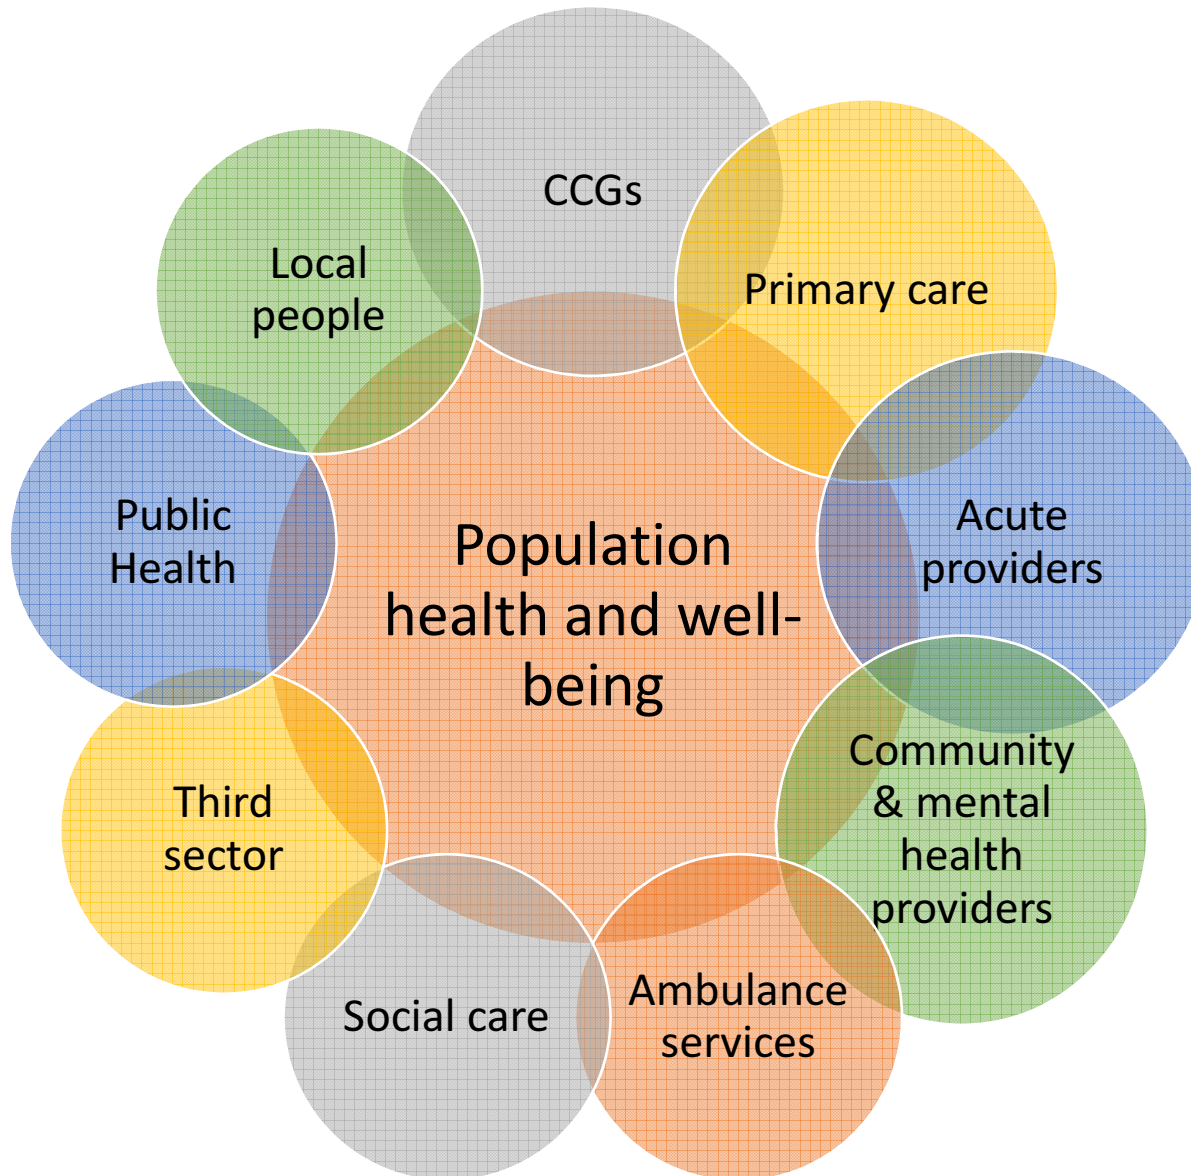 CCGs
Primary care
Acute
providers
Community
& mental
health
providers
Ambulance
services
Social care
Third
sector
Public
Health
Local
people
Population
health and well-
being